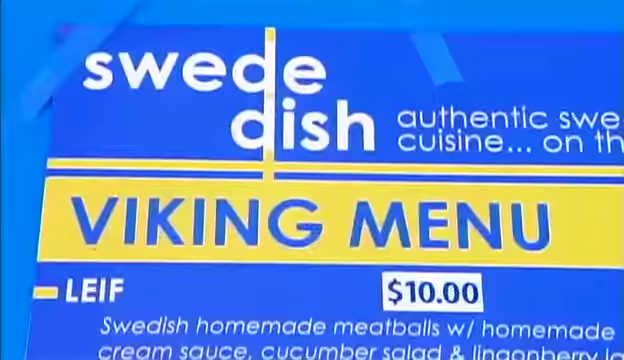 swede
dish
authentic swe
cuisine... on th
VIKING MENU
LEIF $10.00
Swedish homemade meatballs w/ homemade
cream sauce, cucumber salad & lingonberry